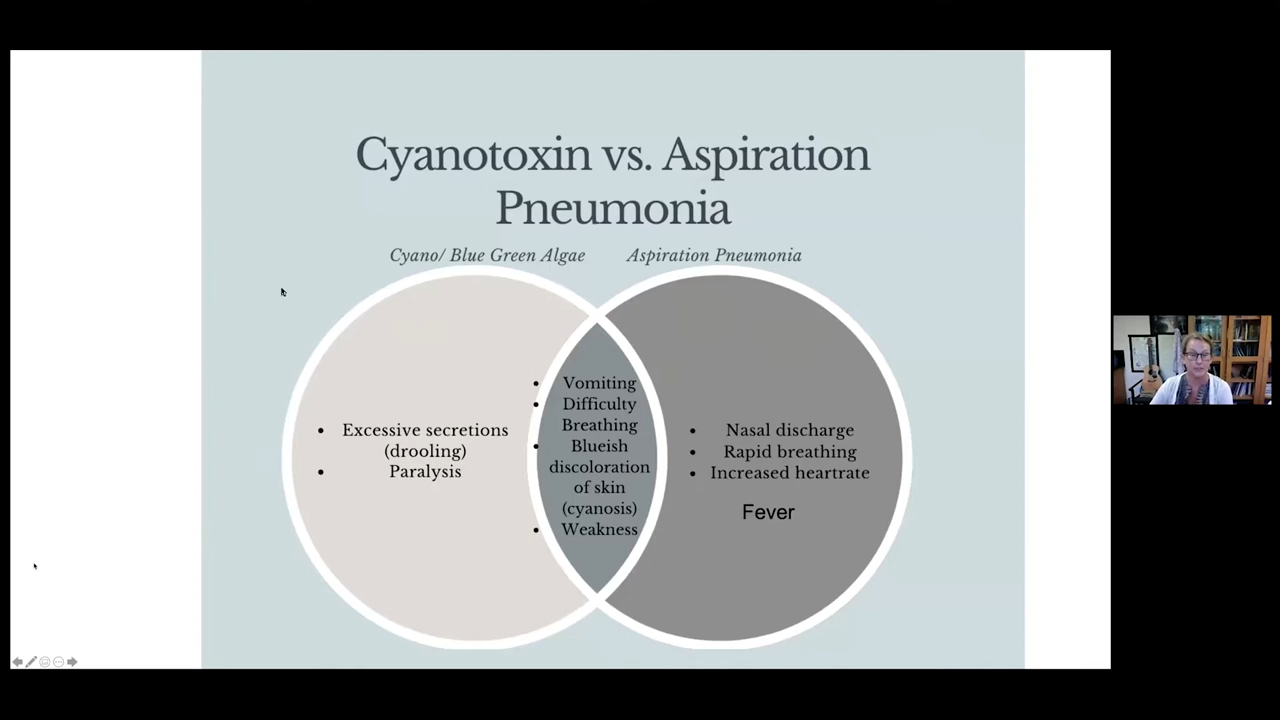 Cyanotoxin vs. Aspiration
Pneumonia
Cyano/ Blue Green Algae
Aspiration Pneumonia
• Excessive secretions
(drooling)
• Paralysis
• Vomiting
• Difficulty
Breathing
• Blueish
discoloration
of skin
(cyanosis)
• Weakness
• Nasal discharge
• Rapid breathing
• Increased heartrate
Fever